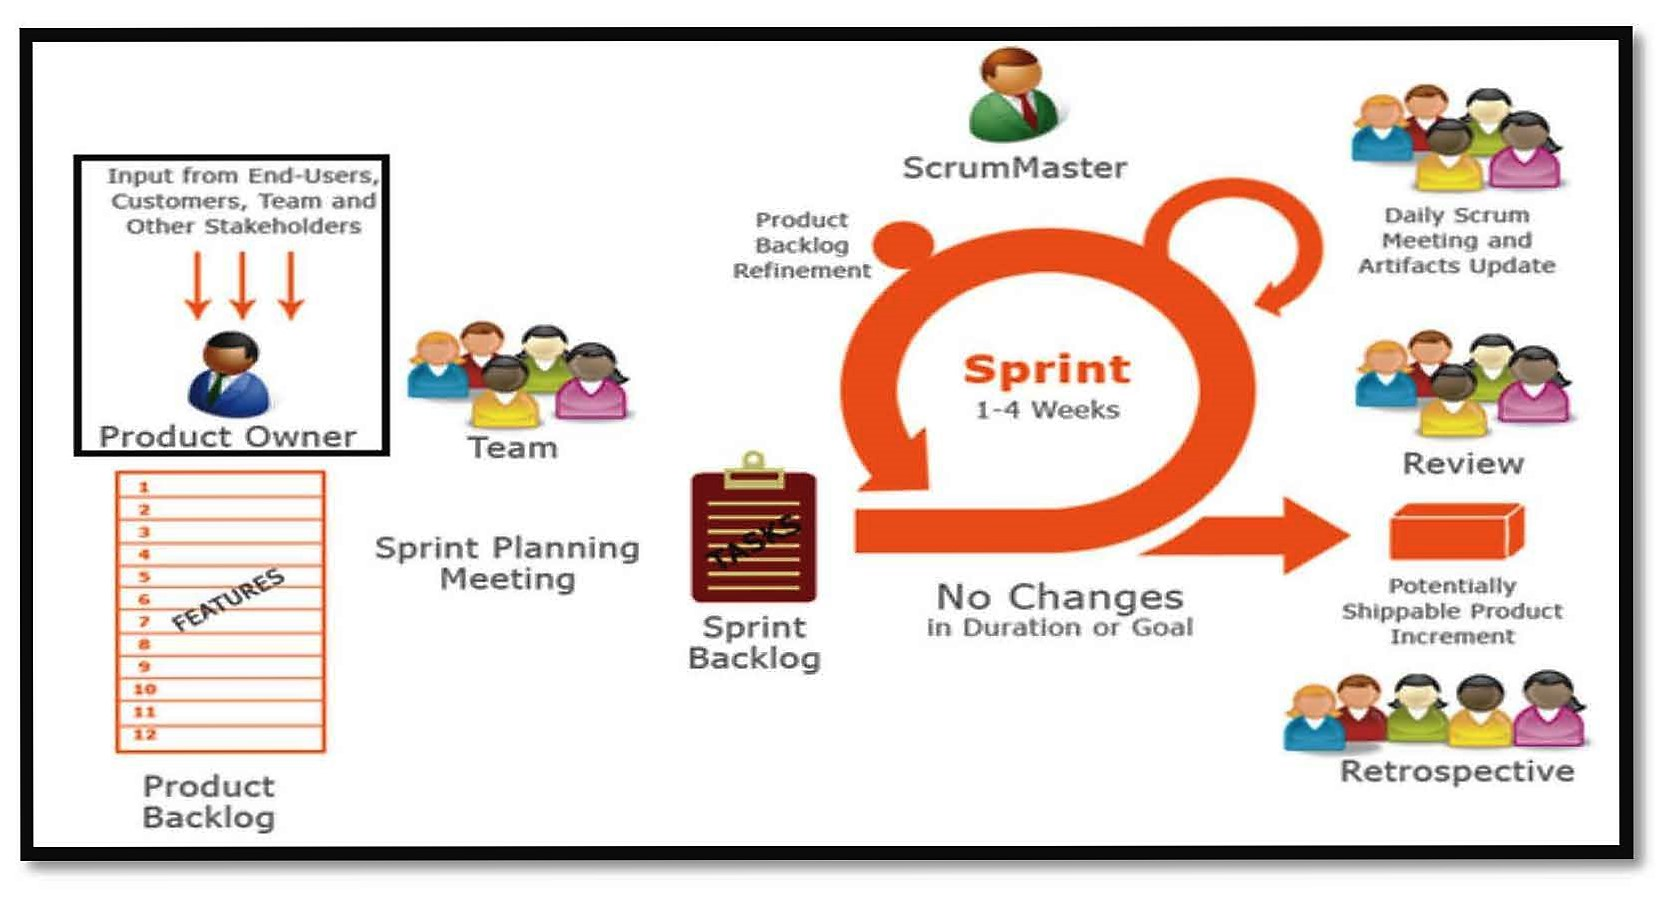 Input from End-Users,
Customers, Team and
Other Stakeholders
Product Owner
1
2
3
4
5
6
7
8
9
10
11
12
FEATURES
Product
Backlog
Team
Sprint Planning
Meeting
TASKS
Sprint
Backlog
ScrumMaster
Product
Backlog
Refinement
Sprint
1-4 Weeks
No Changes
in Duration or Goal
Daily Scrum
Meeting and
Artifacts Update
Review
Potentially
Shippable Product
Increment
Retrospective